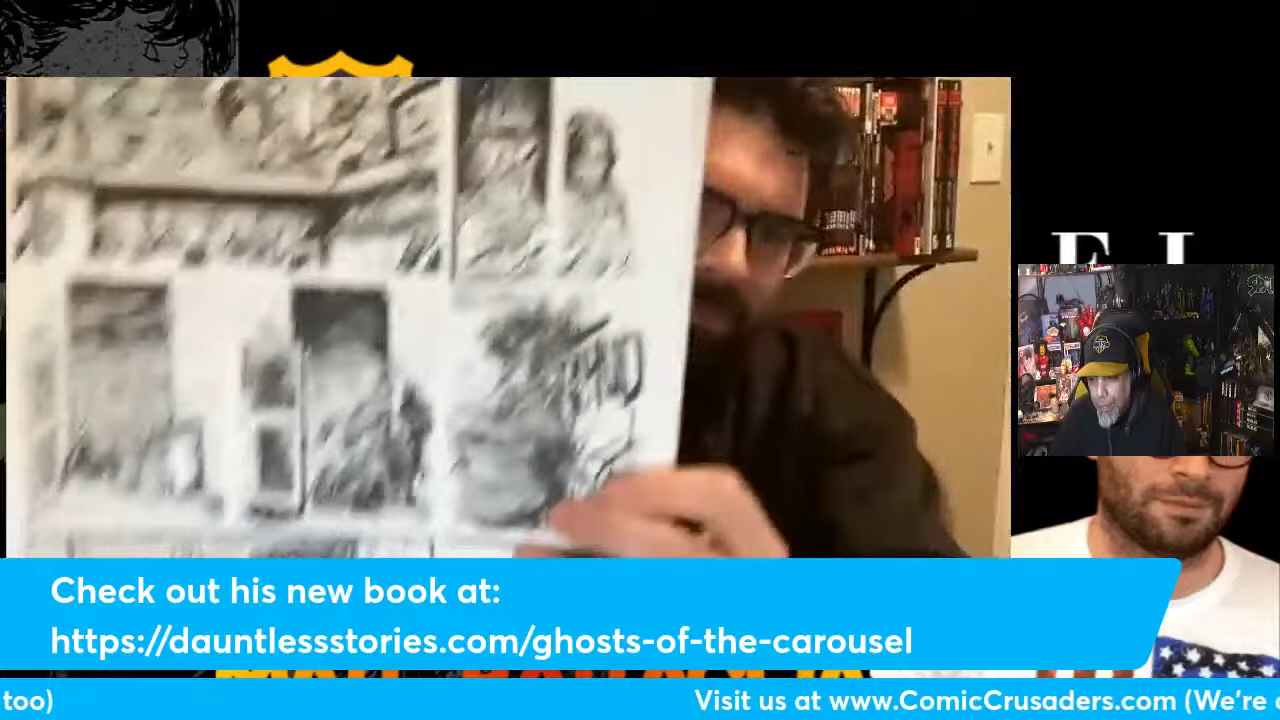 Check out his new book at:
https://dauntlessstories.com/ghosts-of-the-carousel
too)
Visit us at www.ComicCrusaders.com (We're